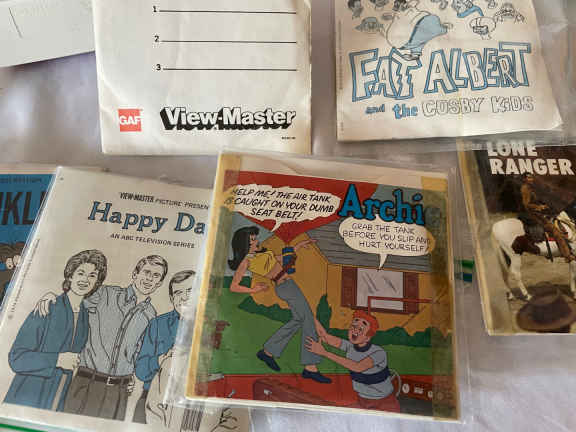 1
2
3
GAF
View-Master
FAT ALBERT
and the COSBY KIDS
LONE
RANGER
VIEW-MASTER PICTURE PRESEN
Happy Da
AN ABC TELEVISION SERIES
HELP ME! THE AIR TANK
IS CAUGHT ON YOUR DUMB
SEAT BELT!
Archi
GRAB THE TANK
BEFORE YOU SLIP AND
HURT YOURSELF!